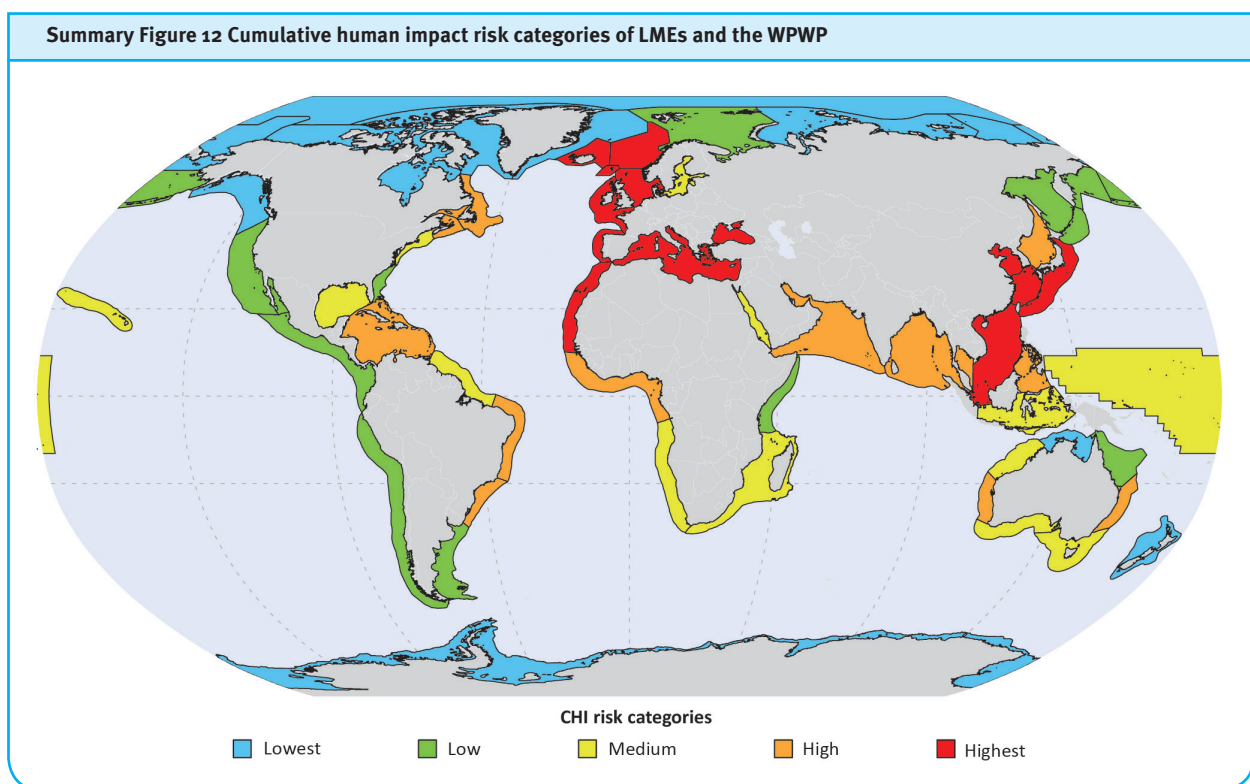 Summary Figure 12 Cumulative human impact risk categories of LMEs and the WPWP
CHI risk categories
Lowest
Low
Medium
High
Highest